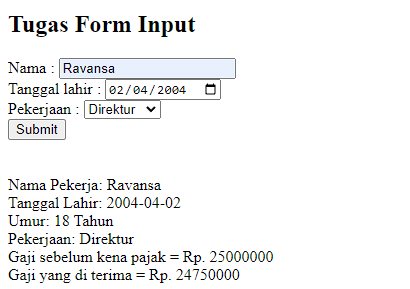 Tugas Form Input
Nama : Ravansa
Tanggal lahir : 02/04/2004
Pekerjaan : Direktur
Submit
Nama Pekerja: Ravansa
Tanggal Lahir: 2004-04-02
Umur: 18 Tahun
Pekerjaan: Direktur
Gaji sebelum kena pajak = Rp. 25000000
Gaji yang di terima = Rp. 24750000